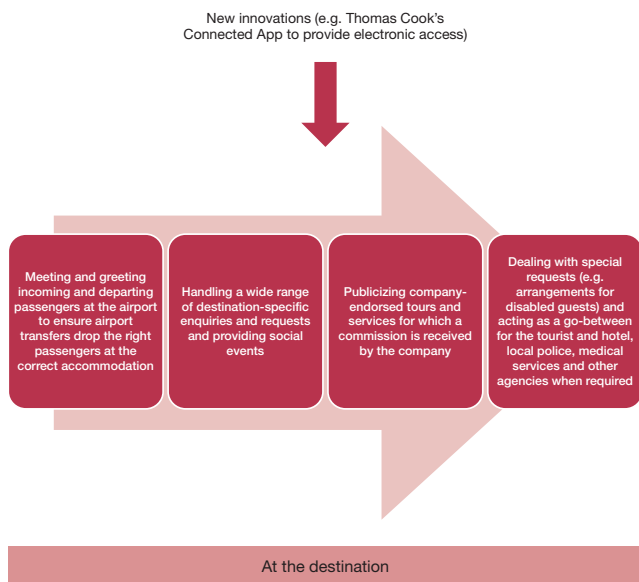 New innovations (e.g. Thomas Cook's
Connected App to provide electronic access)
Meeting and greeting
incoming and departing
passengers at the airport
to ensure airport
transfers drop the right
passengers at the
correct accommodation
Handling a wide range
of destination-specific
enquiries and requests
and providing social
events
Publicizing company-
endorsed tours and
services for which a
commission is received
by the company
Dealing with special
requests (e.g.
arrangements for
disabled guests) and
acting as a go-between
for the tourist and hotel,
local police, medical
services and other
agencies when required
At the destination